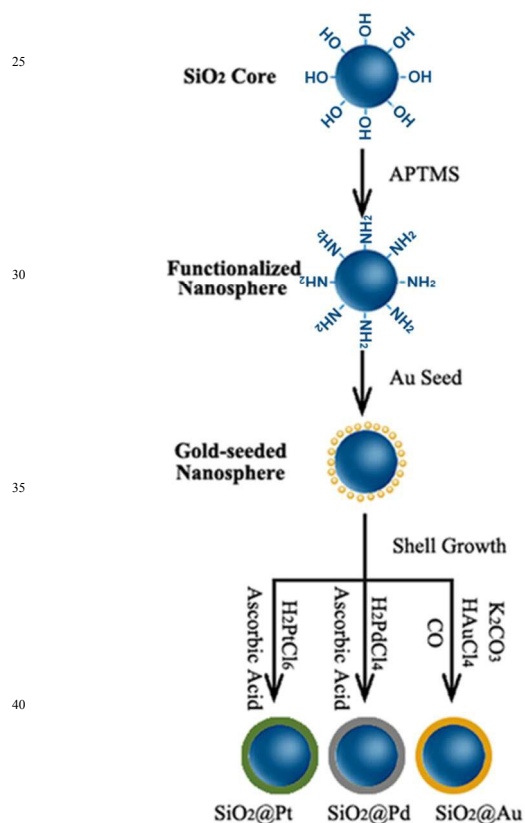 25
HO
HO
OH
SiO2 Core
HO
OH
HO
OH
HO
APTMS
NH2
NH2
NH2
30
Functionalized
Nanosphere
NH2
NH2
NH2
NH2
NH2
Au Seed
Gold-seeded
Nanosphere
35
Shell Growth
Ascorbic Acid
H2PtCl6
Ascorbic Acid
H2PdCl4
CO
HAuCl4
K2CO3
40
SiO2@Pt
SiO2@Pd
SiO2@Au